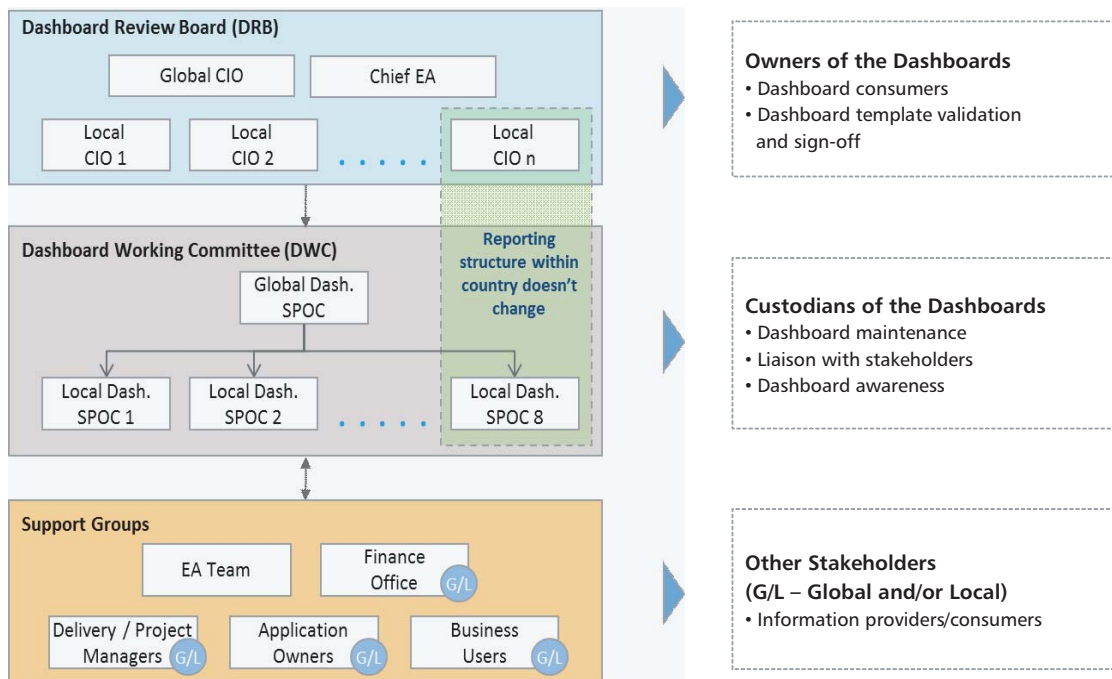 Dashboard Review Board (DRB)
Global CIO
Chief EA
Local
CIO 1
Local
CIO 2
. . . . .
Local
CIO n
Owners of the Dashboards
• Dashboard consumers
• Dashboard template validation
and sign-off
Reporting
structure within
country doesn't
change
Dashboard Working Committee (DWC)
Global Dash.
SPOC
Local Dash.
SPOC 1
Local Dash.
SPOC 2
. . . . .
Local Dash.
SPOC 8
Custodians of the Dashboards
• Dashboard maintenance
• Liaison with stakeholders
• Dashboard awareness
Support Groups
EA Team
Finance
Office
G/L
Delivery / Project
Managers
G/L
Application
Owners
G/L
Business
Users
G/L
Other Stakeholders
(G/L – Global and/or Local)
• Information providers/consumers